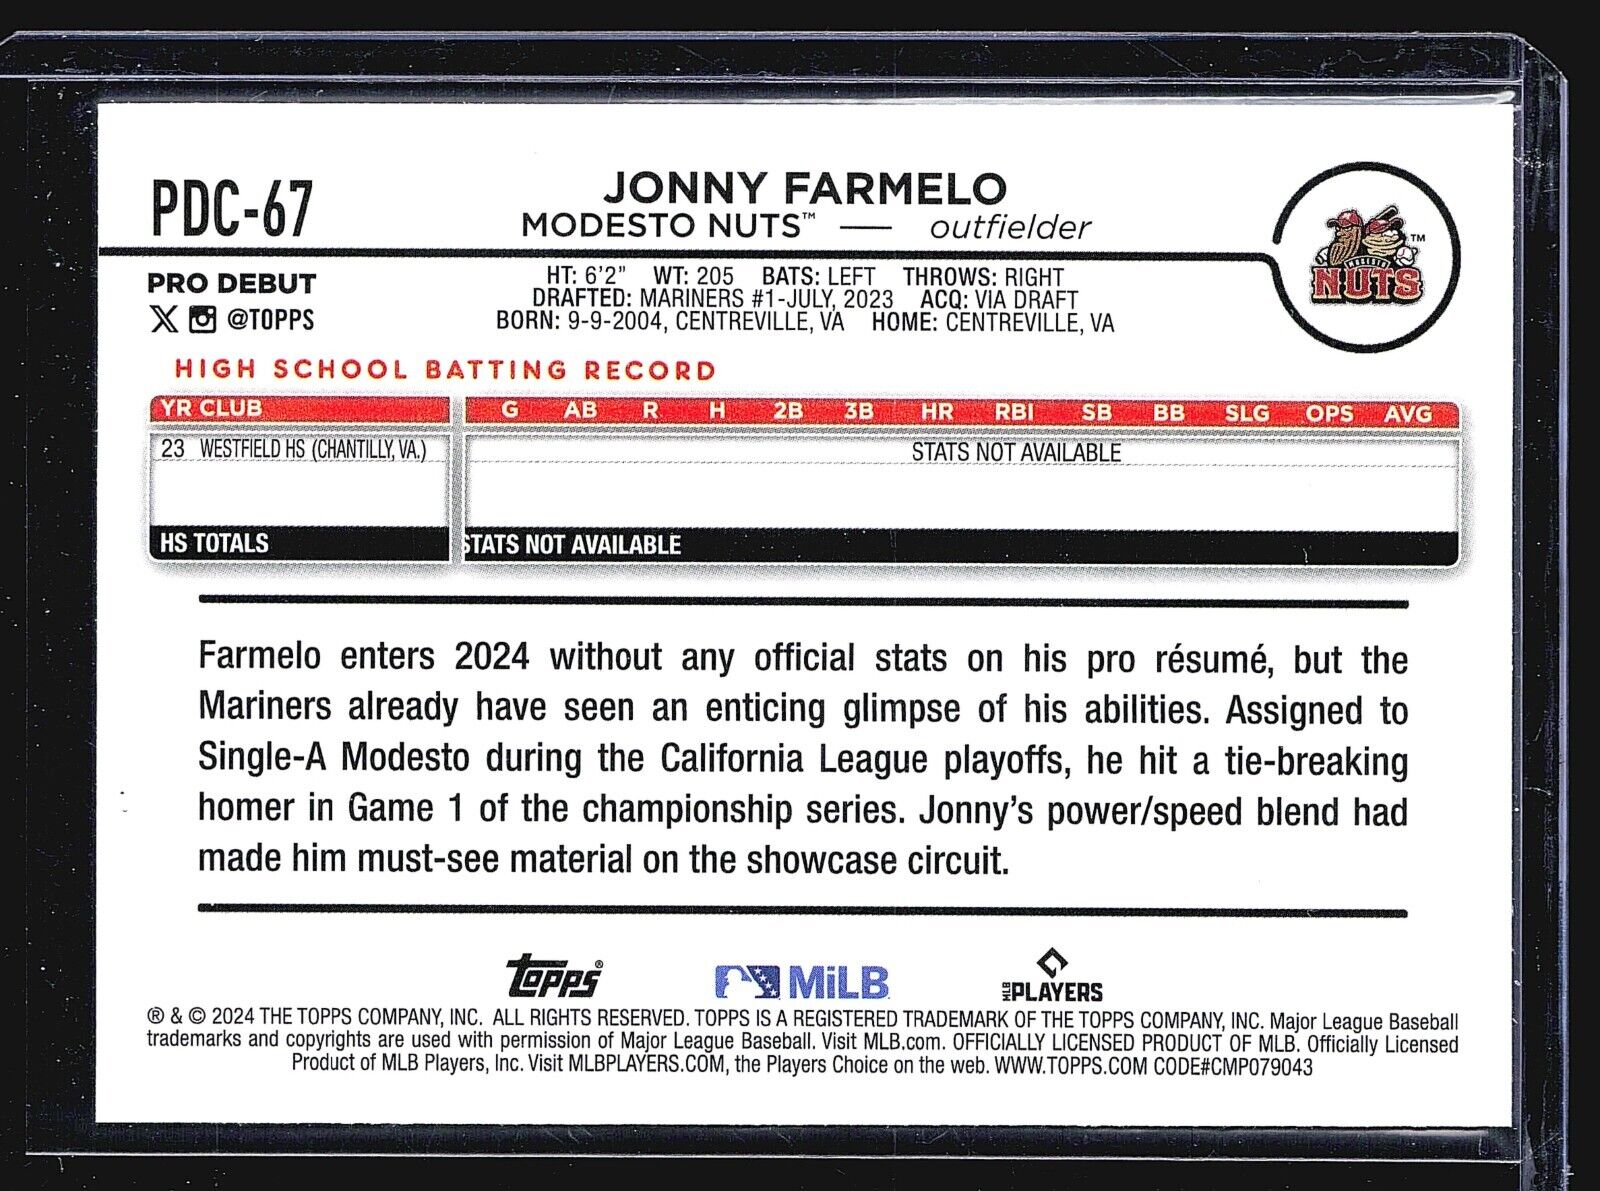 PDC-67
JONNY FARMELO
MODESTO NUTS™ — outfielder
™
MODESTO
NUTS
PRO DEBUT
@TOPPS
HT: 6'2" WT: 205 BATS: LEFT THROWS: RIGHT
DRAFTED: MARINERS #1-JULY, 2023 ACQ: VIA DRAFT
BORN: 9-9-2004, CENTREVILLE, VA HOME: CENTREVILLE, VA
HIGH SCHOOL BATTING RECORD
YR CLUB G AB R H 2B 3B HR RBI SB BB SLG OPS AVG
23 WESTFIELD HS (CHANTILLY, VA.) STATS NOT AVAILABLE
HS TOTALS STATS NOT AVAILABLE
Farmelo enters 2024 without any official stats on his pro résumé, but the
Mariners already have seen an enticing glimpse of his abilities. Assigned to
Single-A Modesto during the California League playoffs, he hit a tie-breaking
homer in Game 1 of the championship series. Jonny's power/speed blend had
made him must-see material on the showcase circuit.
Topps® MiLB MLB PLAYERS
® & © 2024 THE TOPPS COMPANY, INC. ALL RIGHTS RESERVED. TOPPS IS A REGISTERED TRADEMARK OF THE TOPPS COMPANY, INC. Major League Baseball
trademarks and copyrights are used with permission of Major League Baseball. Visit MLB.com. OFFICIALLY LICENSED PRODUCT OF MLB. Officially Licensed
Product of MLB Players, Inc. Visit MLBPLAYERS.COM, the Players Choice on the web. WWW.TOPPS.COM CODE#CMP079043